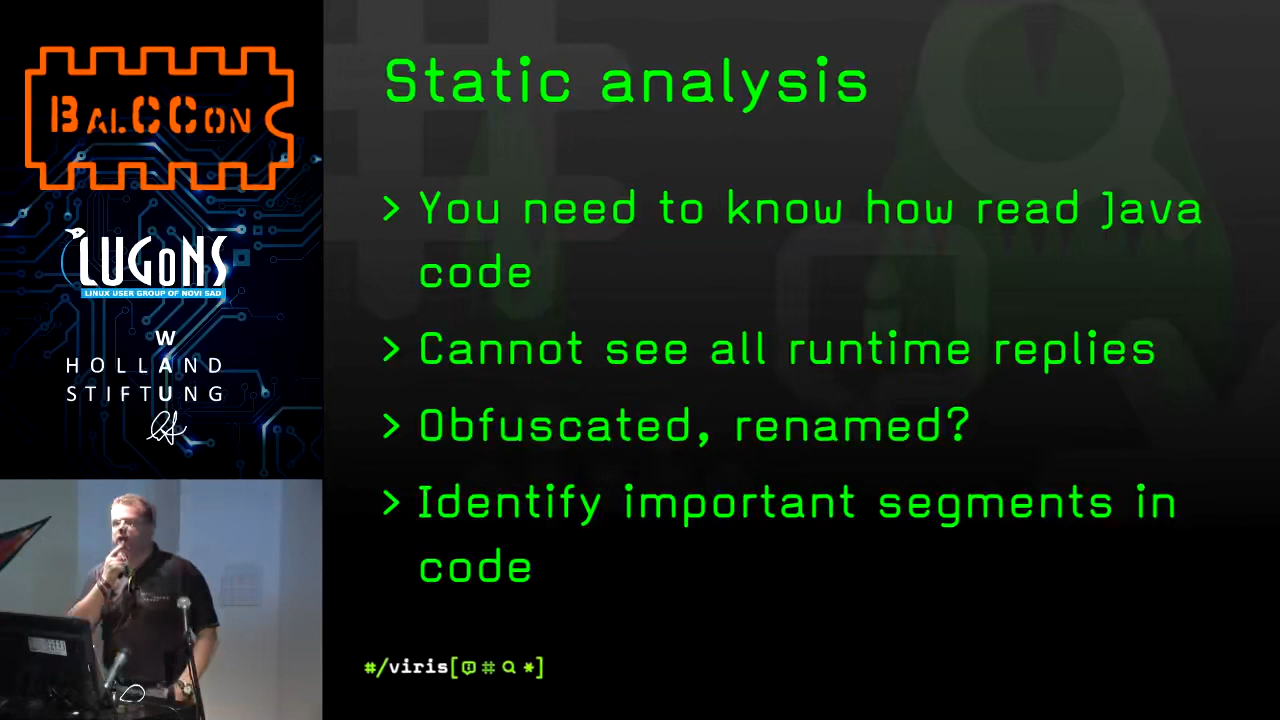 BALCCON
LUGoNS
LINUX USER GROUP OF NOVI SAD
W
HOLLAND
STIFTUNG
Static analysis
> You need to know how read Java
code
> Cannot see all runtime replies
> Obfuscated, renamed?
> Identify important segments in
code
#/viris[ # *]